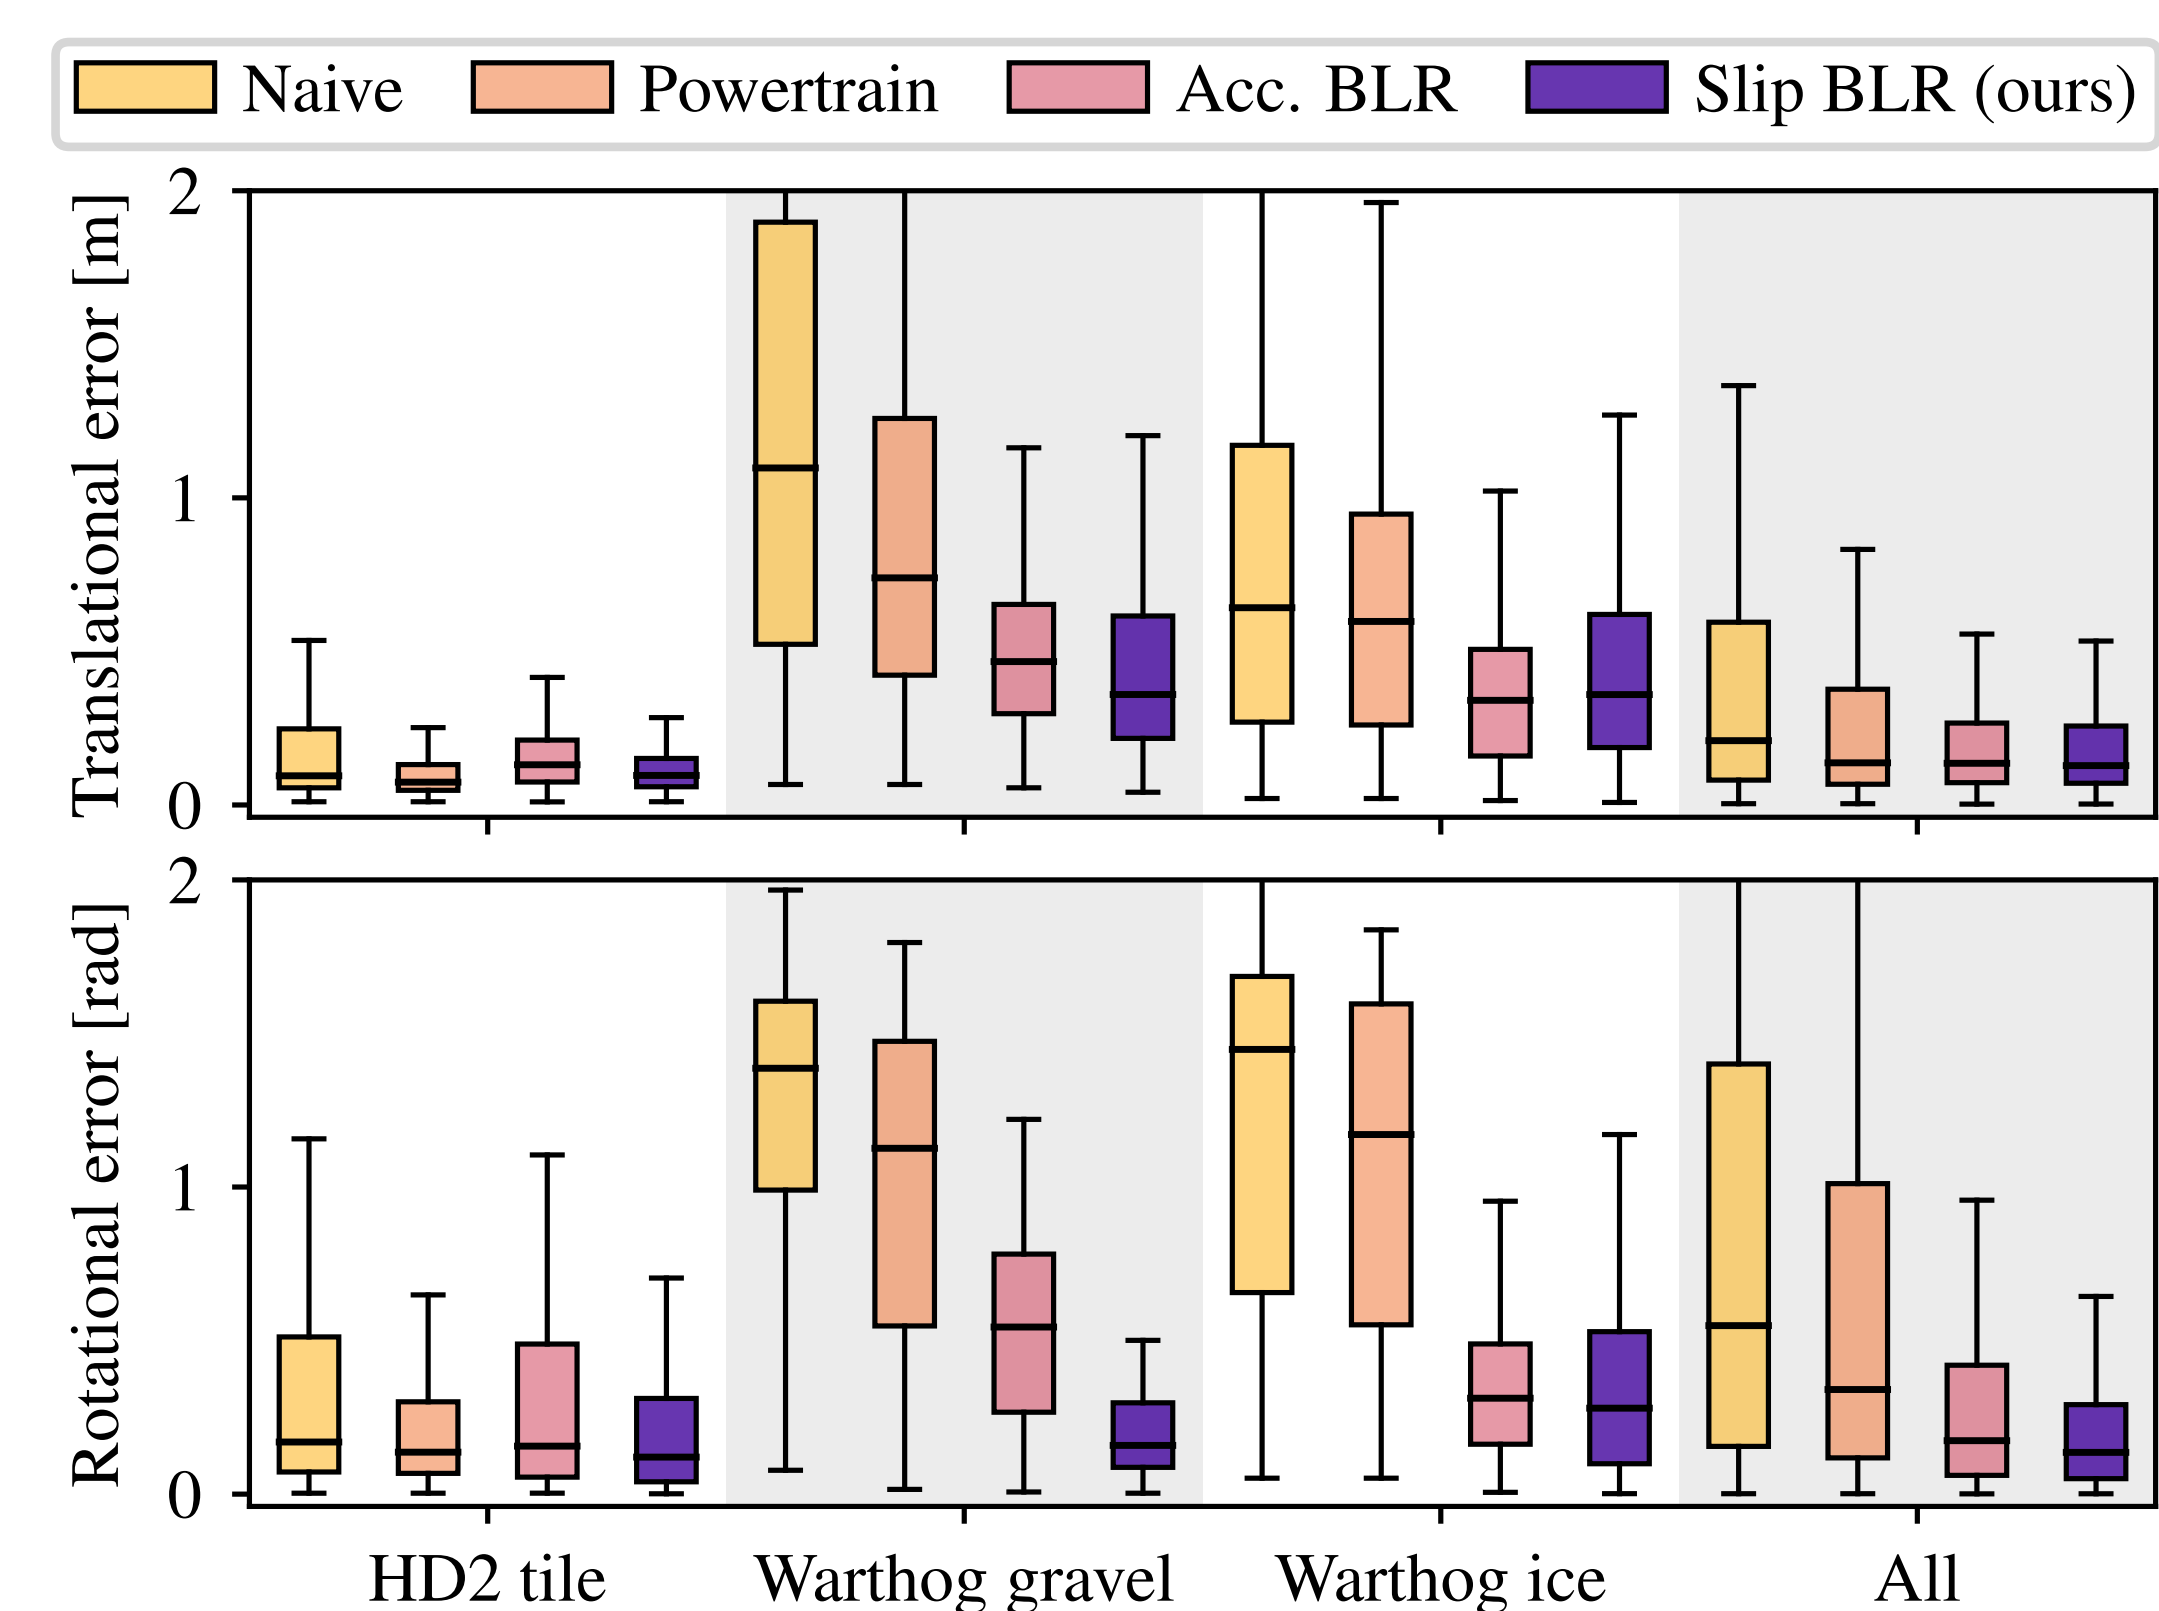 Naive Powertrain Acc. BLR Slip BLR (ours)
Translational error [m]
2
1
0
Rotational error [rad]
2
1
0
HD2 tile Warthog gravel Warthog ice All